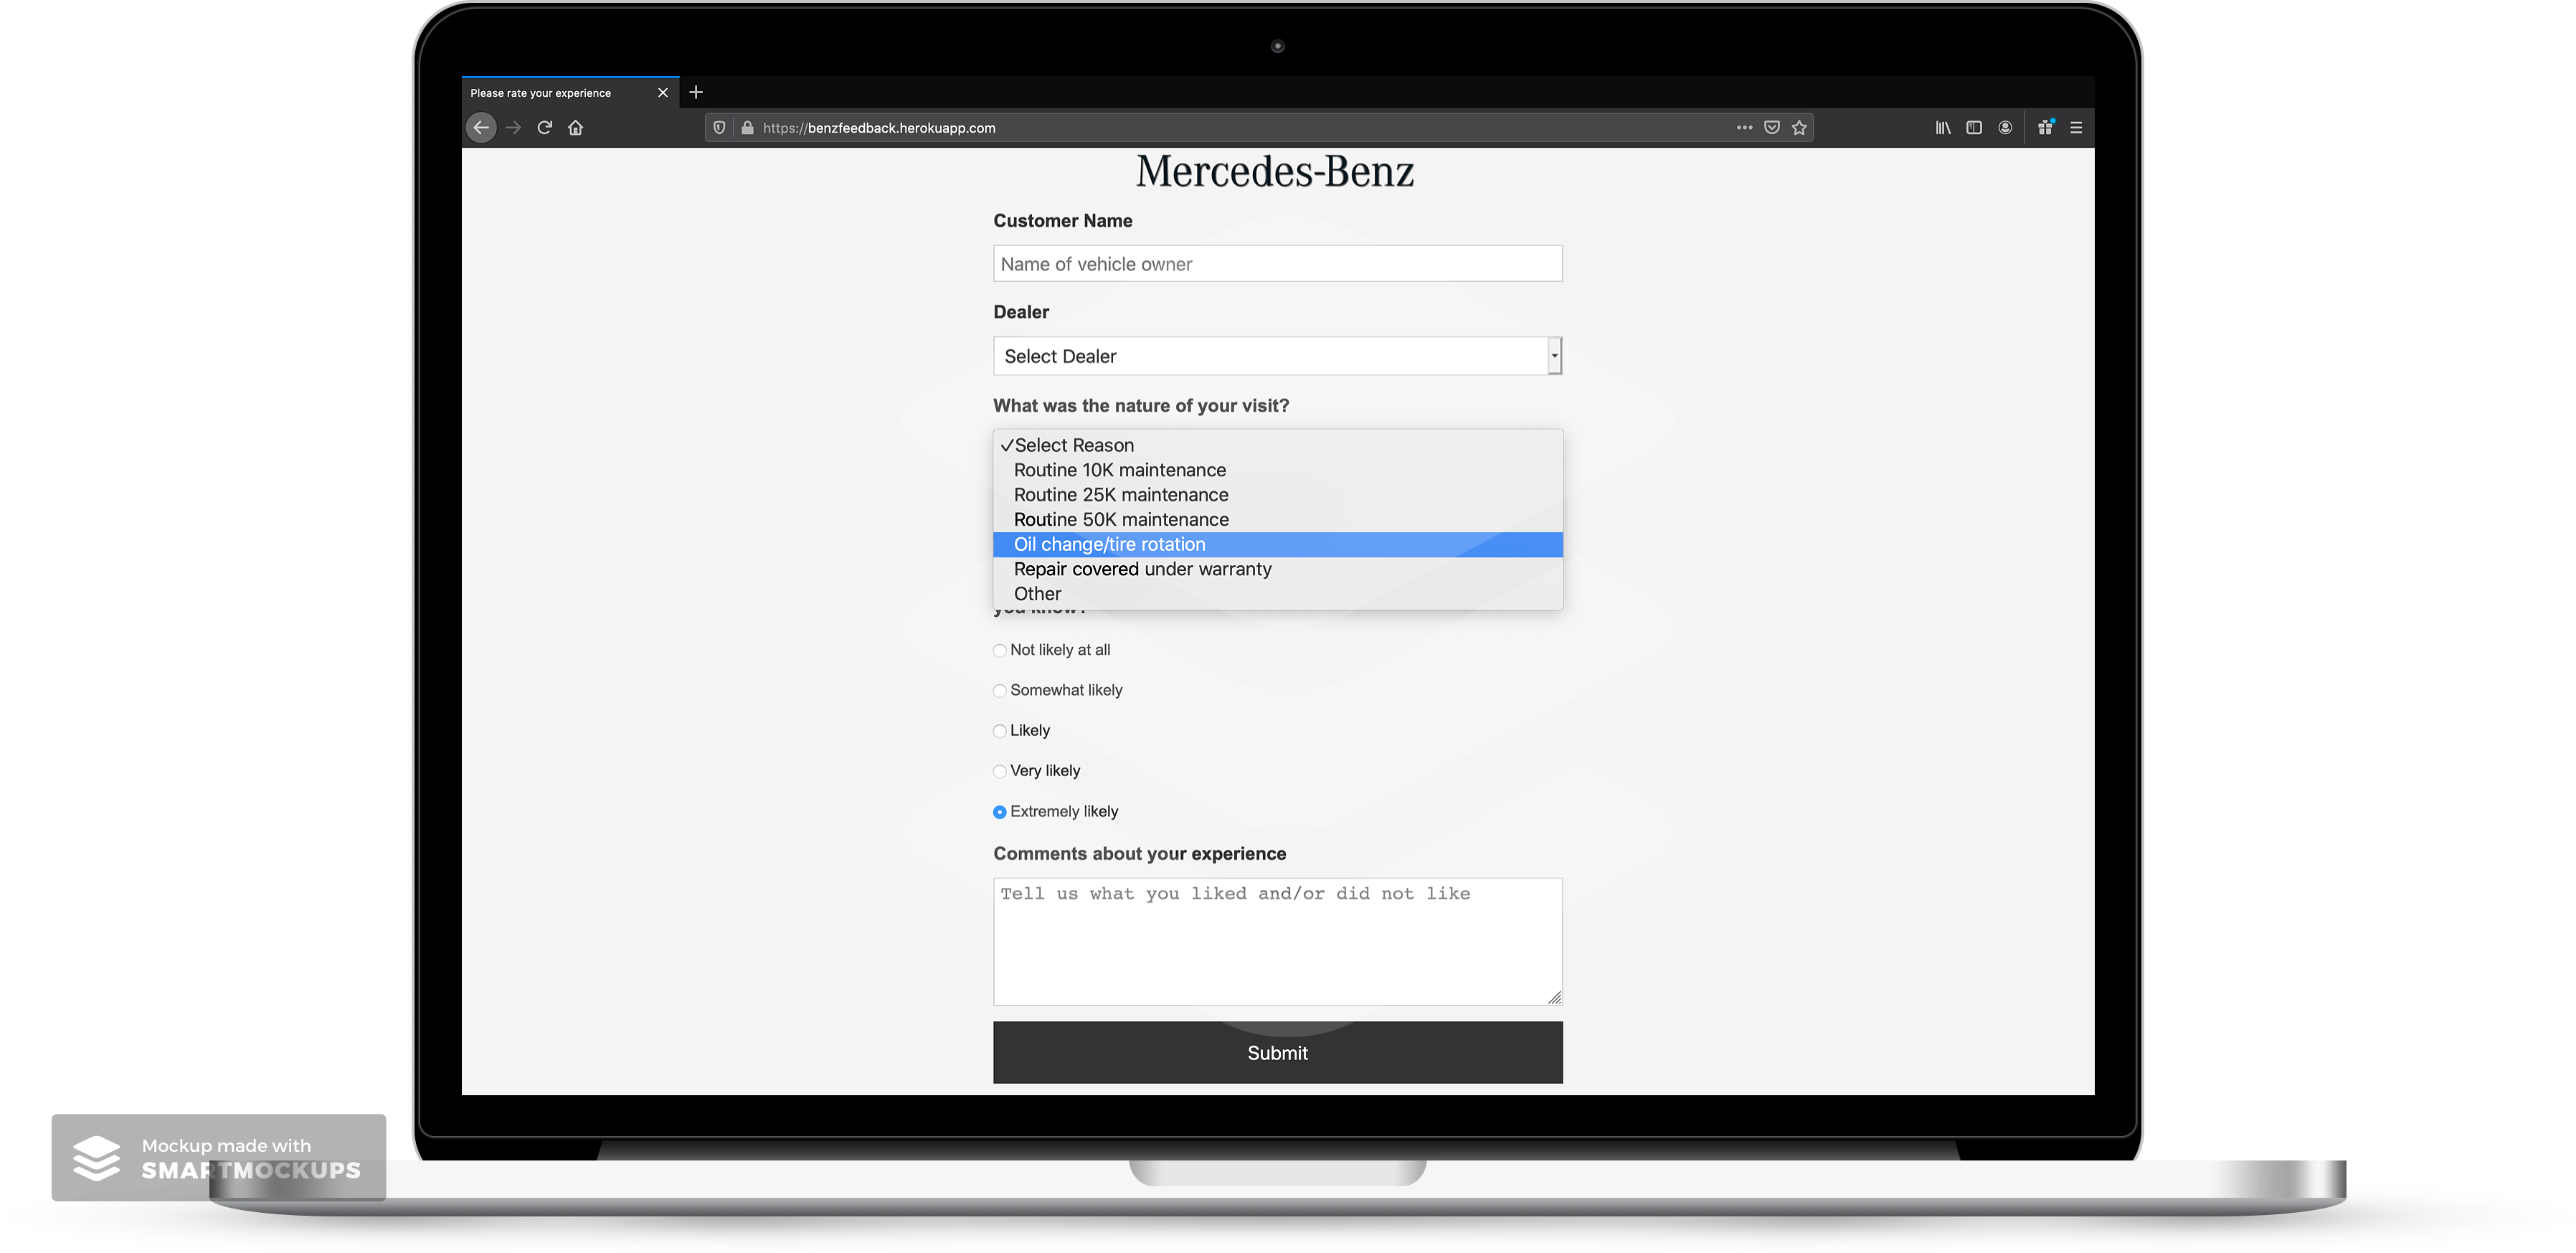 Please rate your experience
https://benzfeedback.herokuapp.com
Mercedes-Benz
Customer Name
Name of vehicle owner
Dealer
Select Dealer
What was the nature of your visit?
✓Select Reason
Routine 10K maintenance
Routine 25K maintenance
Routine 50K maintenance
Oil change/tire rotation
Repair covered under warranty
Other
you know?
Not likely at all
Somewhat likely
Likely
Very likely
Extremely likely
Comments about your experience
Tell us what you liked and/or did not like
Submit
Mockup made with
SMARTMOCKUPS